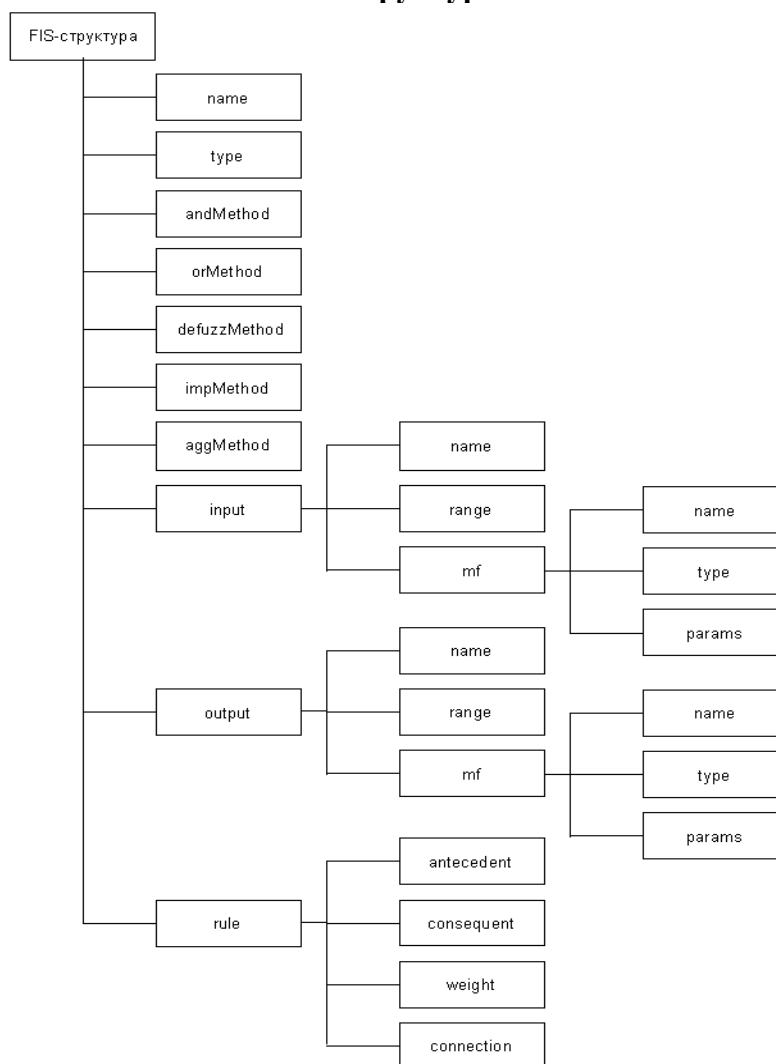 FIS-структура
name
type
andMethod
orMethod
defuzzMethod
impMethod
aggMethod
name
input
range
name
mf
type
params
name
output
range
name
mf
type
params
antecedent
rule
consequent
weight
connection